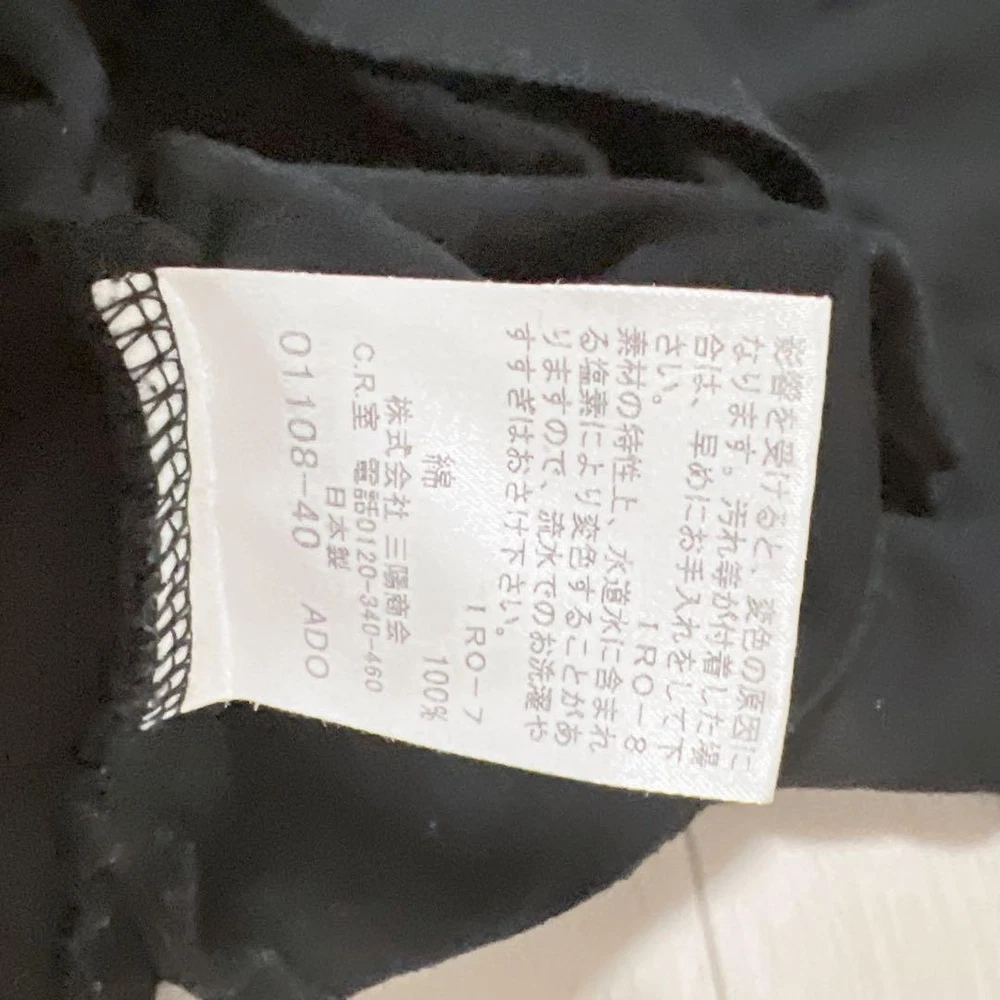 影響を受けると、変色の原因に
なります。汚れ等が付着した場
合は、早めにお手入れをして下
さい。
IRO-8
素材の特性上、水道水に含まれ
る塩素により変色することがあ
りますので、流水でのお洗濯や
すすぎはおさけ下さい。
IRO-7
綿 100%
株式会社 三陽商会
C.R.室 電話0120-340-460
日本製
01108-40 ADO